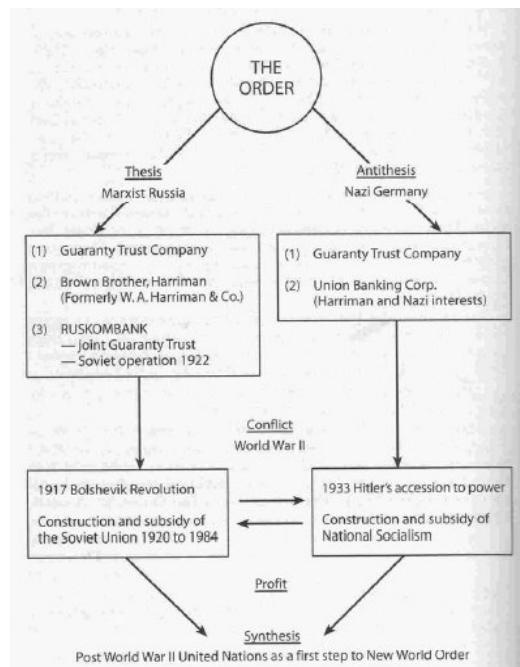 THE
ORDER
Thesis
Marxist Russia
Antithesis
Nazi Germany
(1) Guaranty Trust Company
(2) Brown Brother, Harriman
(Formerly W. A. Harriman & Co.)
(3) RUSKOMBANK
— Joint Guaranty Trust
— Soviet operation 1922
(1) Guaranty Trust Company
(2) Union Banking Corp.
(Harriman and Nazi interests)
Conflict
World War II
1917 Bolshevik Revolution
Construction and subsidy of
the Soviet Union 1920 to 1984
1933 Hitler's accession to power
Construction and subsidy of
National Socialism
Profit
Synthesis
Post World War II United Nations as a first step to New World Order